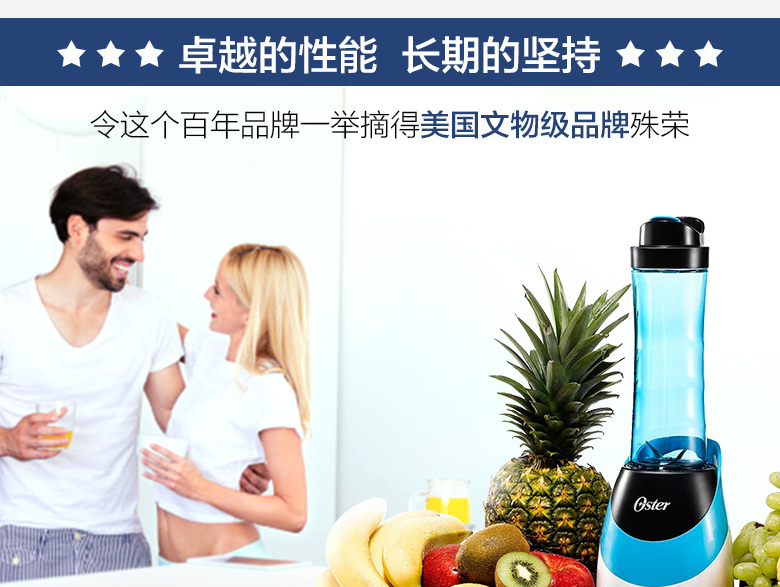 卓越的性能 长期的坚持
令这个百年品牌一举摘得美国文物级品牌殊荣
Oster